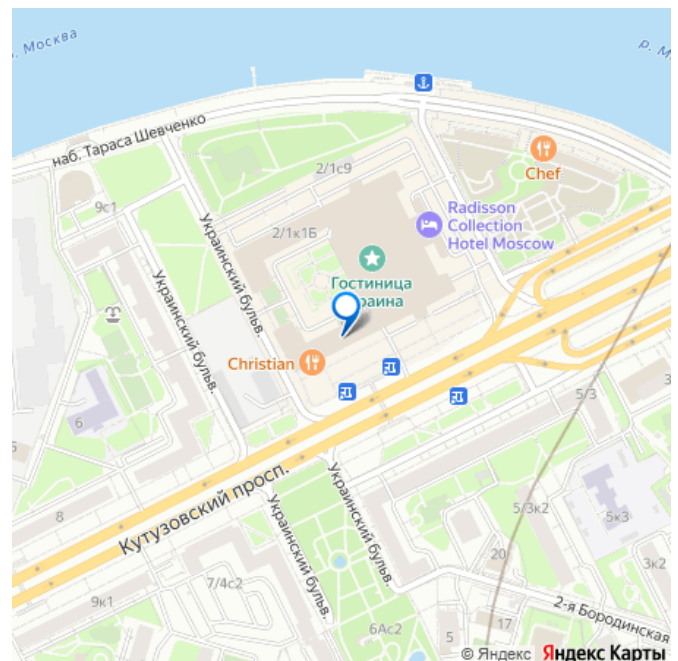 р. Москва
р. М
наб. Тараса Шевченко
2/1с9
Chef
9с1
Radisson
Collection
Hotel Moscow
2/1к1Б
Украинский бульв.
Гостиница
раина
Украинский бульв.
Christian
6
5/3
Кутузовский просп.
8
Украинский бульв.
Украинский бульв.
5/3к2
5к3
20
3к2
7/4с2
9к1
2-я Бородинская
17
5
6Ас2
© Яндекс Яндекс Карты